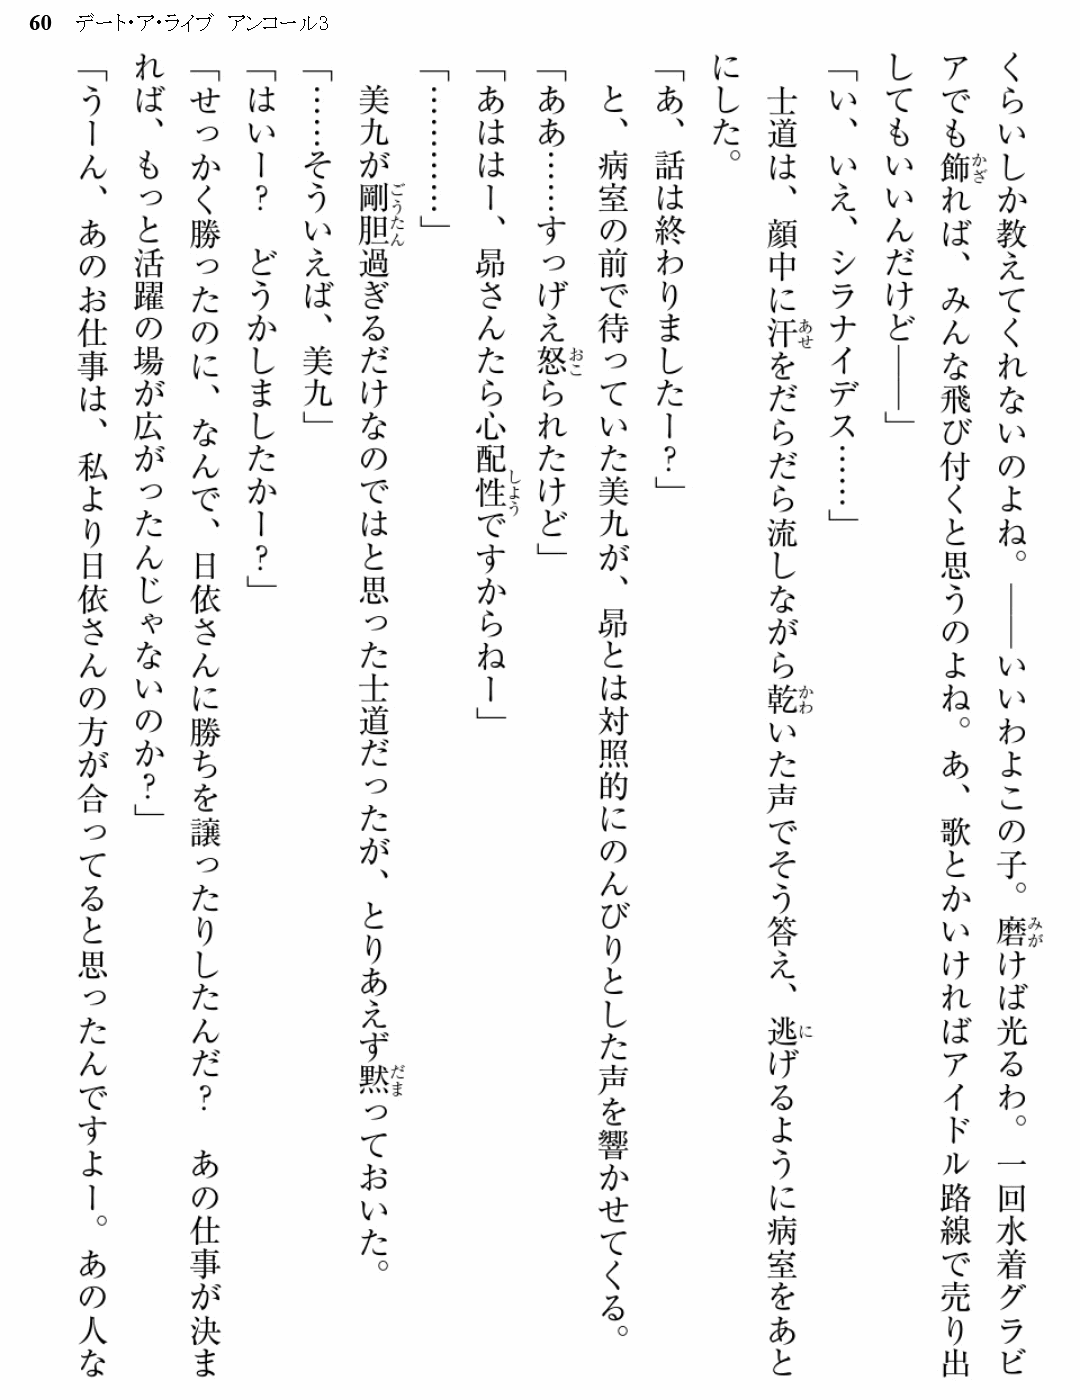 60 デート・ア・ライブ アンコール3
くらいしか教えてくれないのよね。――いいわよこの子。磨けば光るわ。一回水着グラビ
アでも飾れば、みんな飛び付くと思うのよね。あ、歌とかいければアイドル路線で売り出
してもいいんだけど――」
「い、いえ、シラナイデス……」
　士道は、顔中に汗をだらだら流しながら乾いた声でそう答え、逃げるように病室をあと
にした。
「あ、話は終わりましたー？」
　と、病室の前で待っていた美九が、昴とは対照的にのんびりとした声を響かせてくる。
「ああ……すっげえ怒られたけど」
「あははー、昴さんたら心配性ですからねー」
「…………」
　美九が剛胆過ぎるだけなのではと思った士道だったが、とりあえず黙っておいた。
「……そういえば、美九」
「はいー？　どうかしましたかー？」
「せっかく勝ったのに、なんで、日依さんに勝ちを譲ったりしたんだ？　あの仕事が決ま
れば、もっと活躍の場が広がったんじゃないのか？」
「うーん、あのお仕事は、私より日依さんの方が合ってると思ったんですよー。あの人な